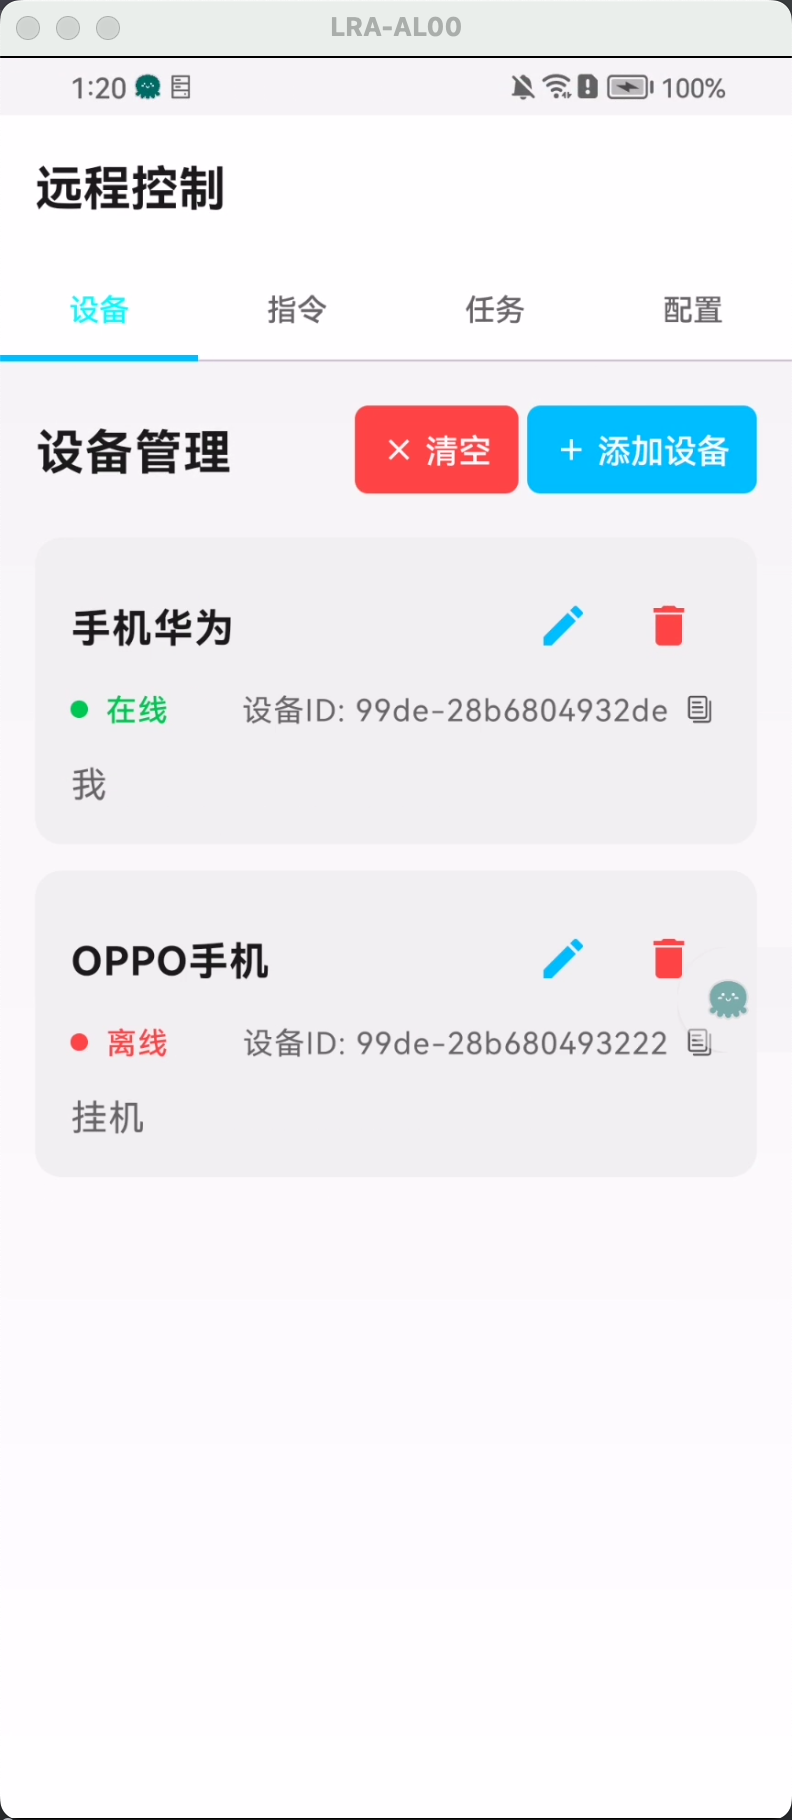 LRA-AL00
1:20 100%
远程控制
设备 指令 任务 配置
设备管理 × 清空 + 添加设备
手机华为
在线 设备ID: 99de-28b6804932de
我
OPPO手机
离线 设备ID: 99de-28b680493222
挂机